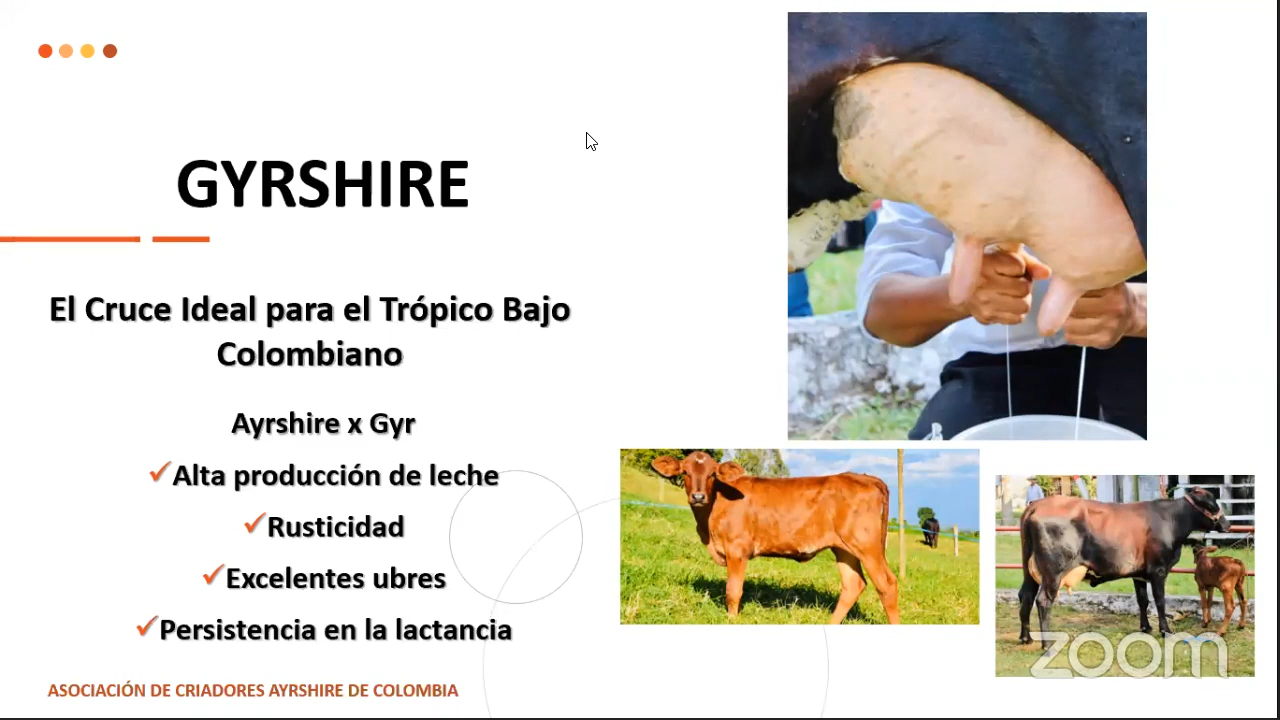 GYRSHIRE
El Cruce Ideal para el Trópico Bajo
Colombiano
Ayrshire x Gyr
✓Alta producción de leche
✓Rusticidad
✓Excelentes ubres
✓Persistencia en la lactancia
ASOCIACIÓN DE CRIADORES AYRSHIRE DE COLOMBIA
zoom